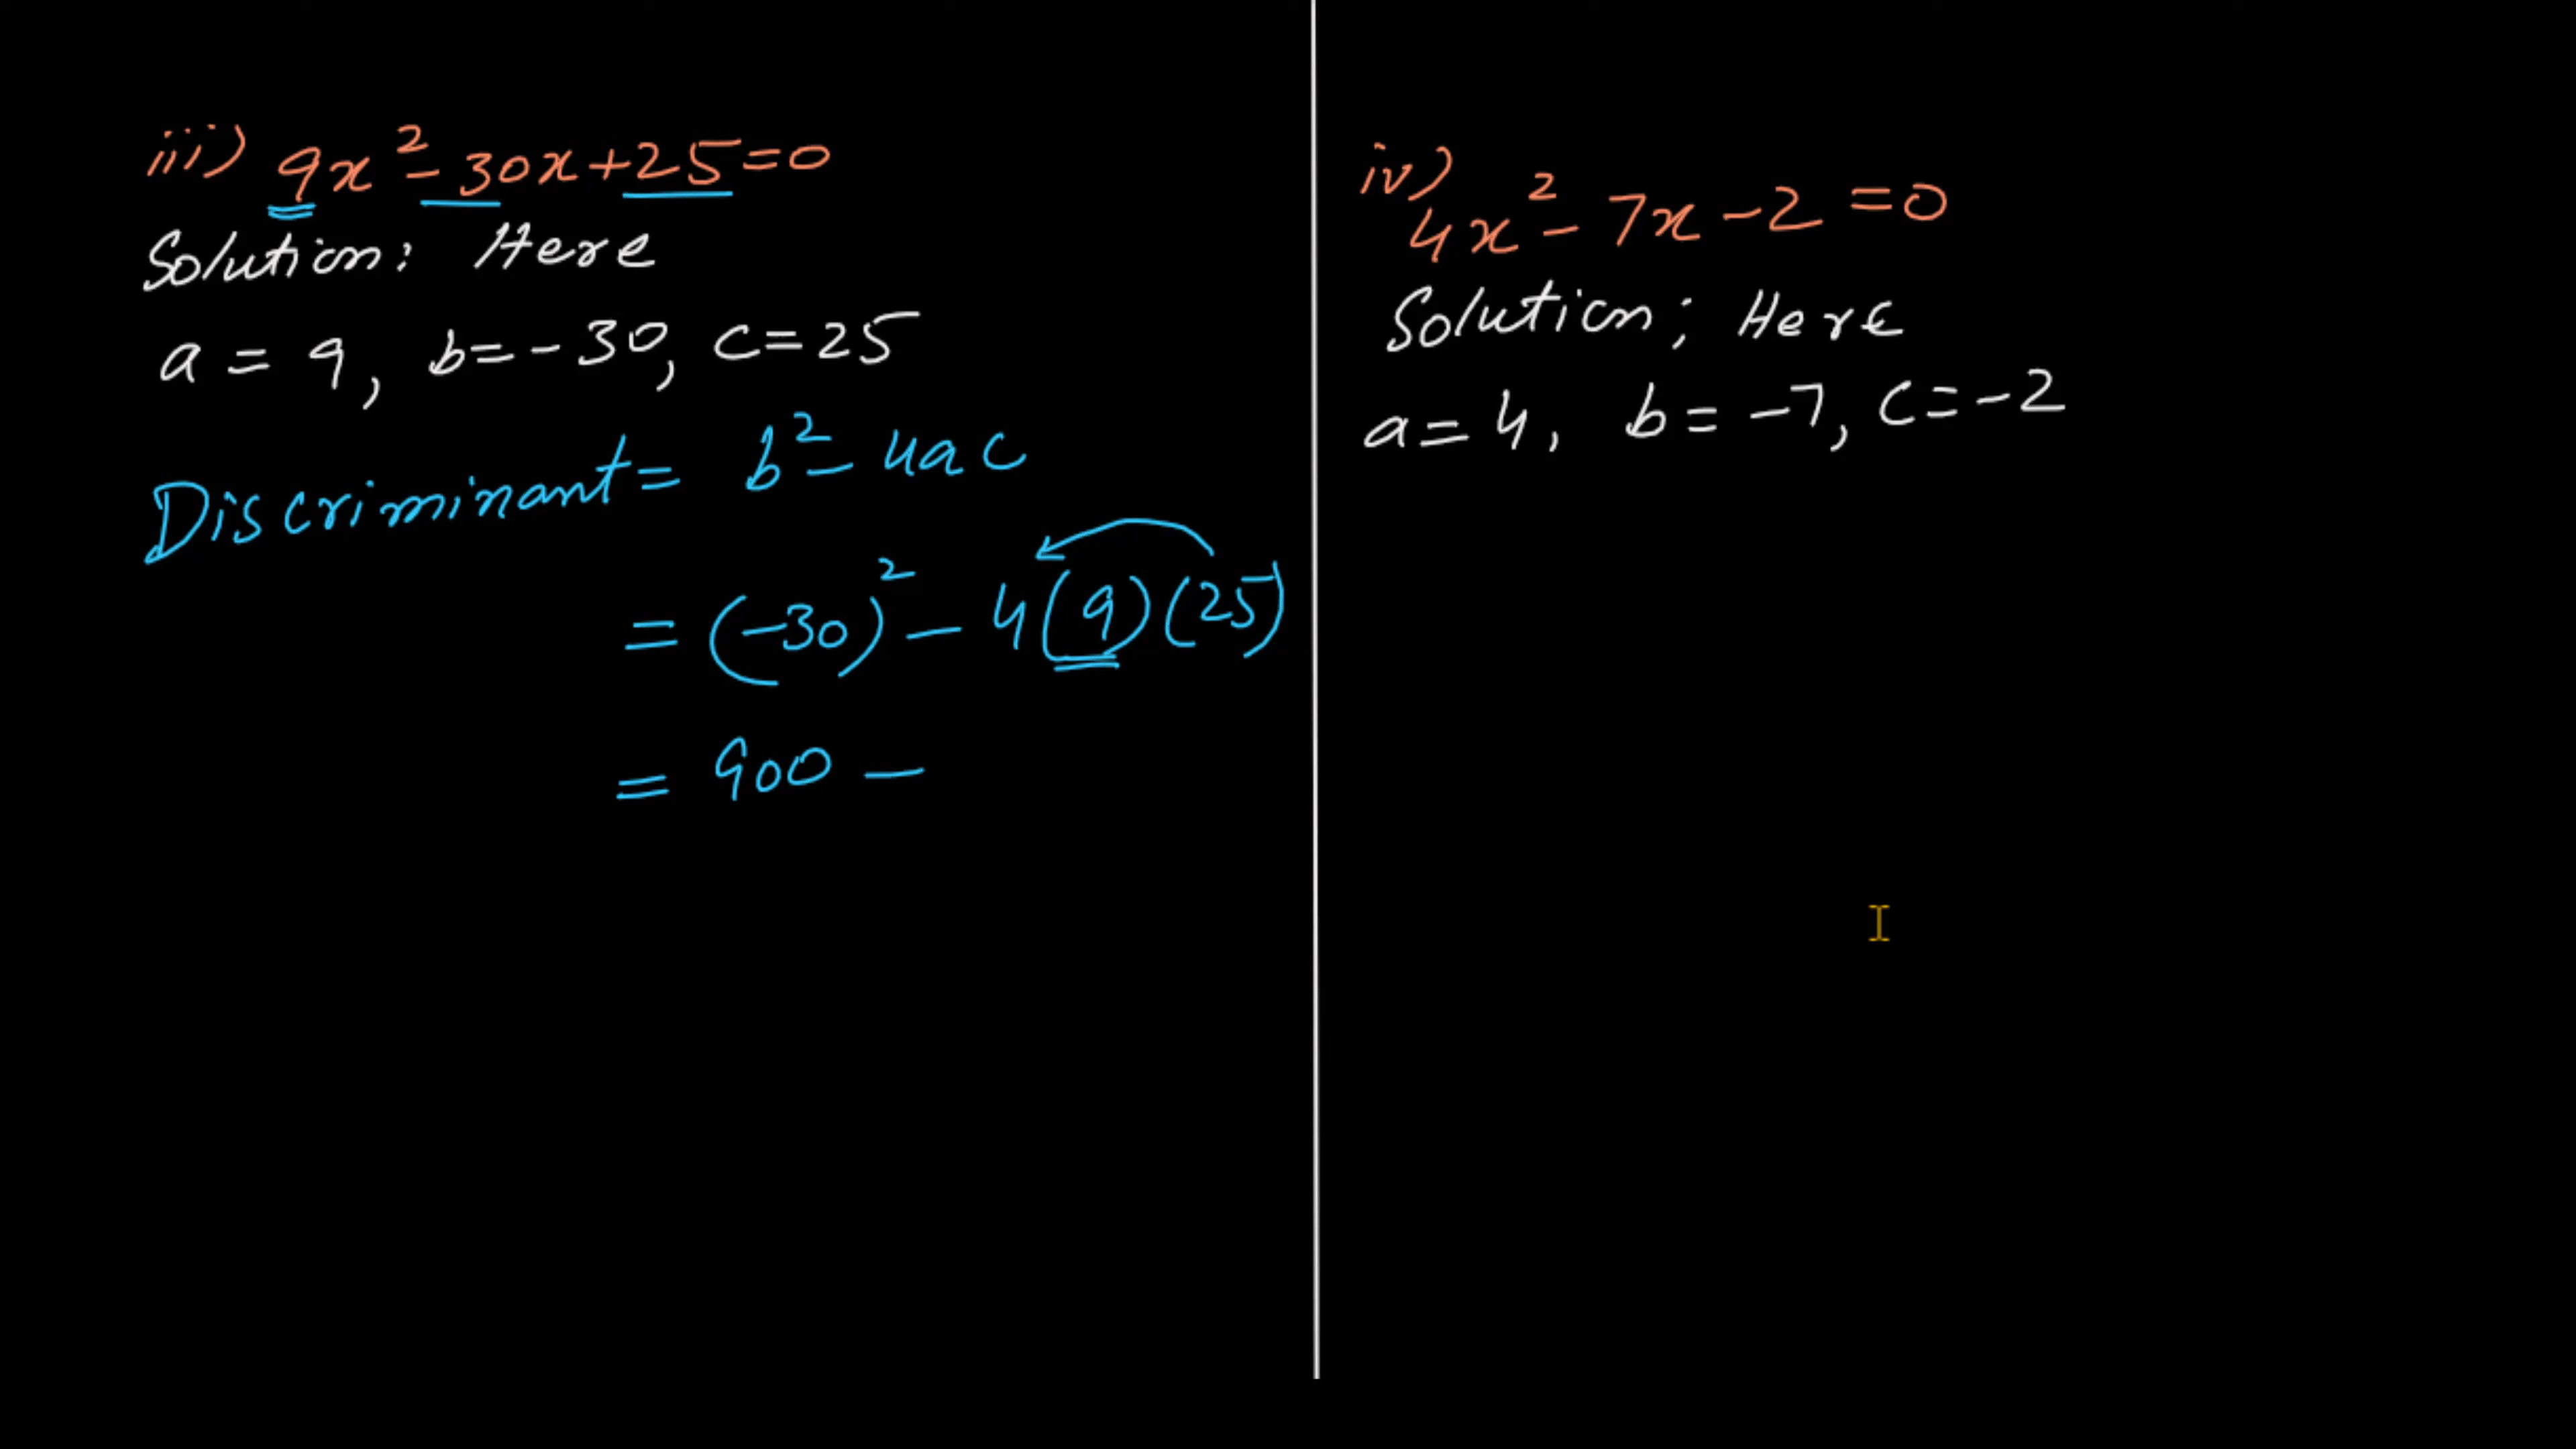 iii) 9x² - 30x + 25 = 0
Solution: Here
a = 9, b = -30, c = 25
Discriminant = b² - 4ac
= (-30)² - 4(9)(25)
= 900 -
iv) 4x² - 7x - 2 = 0
Solution; Here
a = 4, b = -7, c = -2